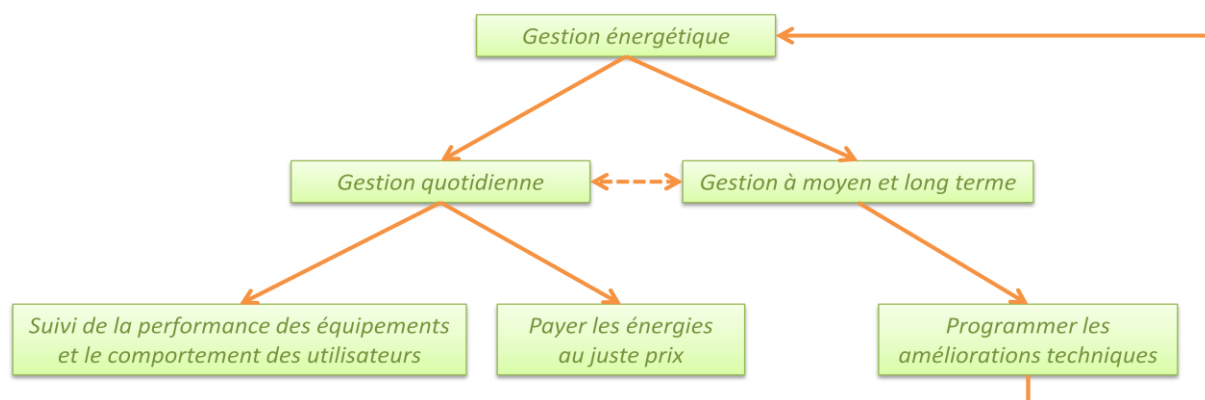 Gestion énergétique
Gestion quotidienne
Gestion à moyen et long terme
Suivi de la performance des équipements
et le comportement des utilisateurs
Payer les énergies
au juste prix
Programmer les
améliorations techniques